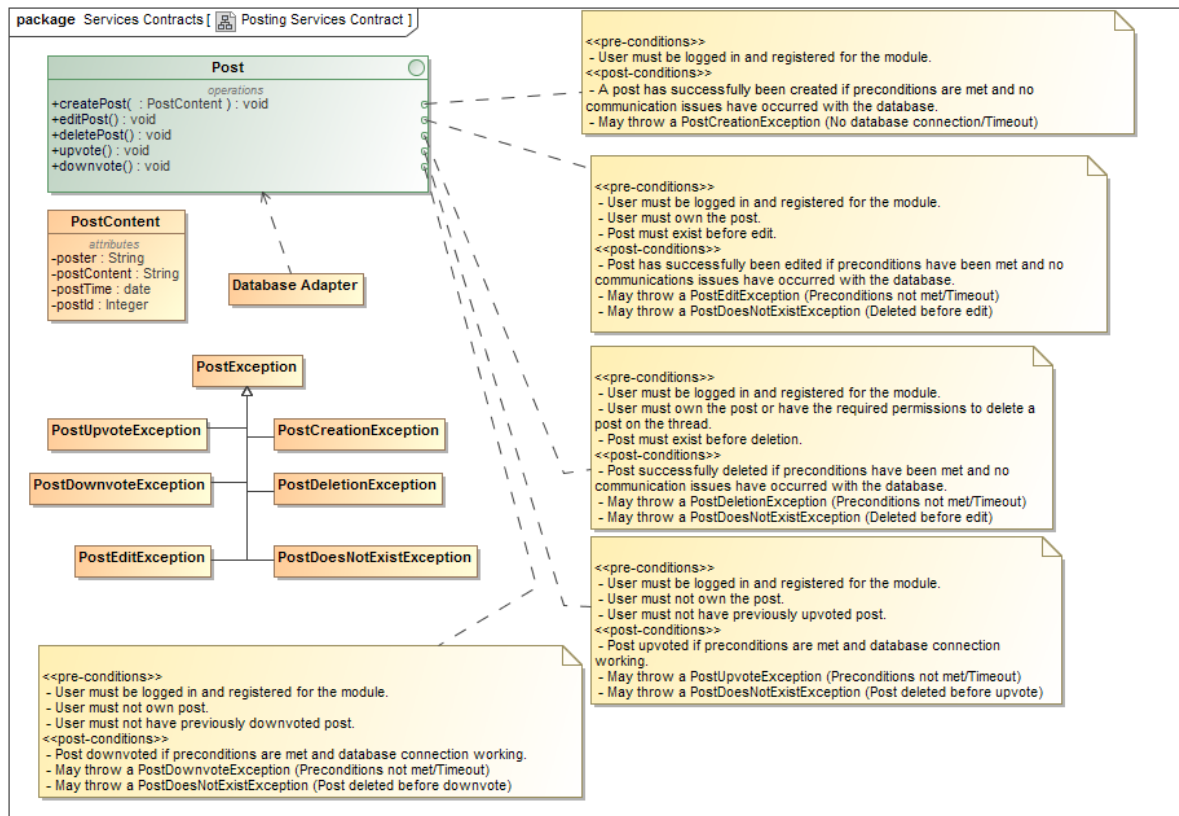 package Services Contracts [ Posting Services Contract ]
Post
operations
+createPost( : PostContent ) : void
+editPost() : void
+deletePost() : void
+upvote() : void
+downvote() : void
PostContent
attributes
-poster : String
-postContent : String
-postTime : date
-postId : Integer
Database Adapter
PostException
PostUpvoteException
PostCreationException
PostDownvoteException
PostDeletionException
PostEditException
PostDoesNotExistException
<<pre-conditions>>
- User must be logged in and registered for the module.
<<post-conditions>>
- A post has successfully been created if preconditions are met and no
communication issues have occurred with the database.
- May throw a PostCreationException (No database connection/Timeout)
<<pre-conditions>>
- User must be logged in and registered for the module.
- User must own the post.
- Post must exist before edit.
<<post-conditions>>
- Post has successfully been edited if preconditions have been met and no
communications issues have occurred with the database.
- May throw a PostEditException (Preconditions not met/Timeout)
- May throw a PostDoesNotExistException (Deleted before edit)
<<pre-conditions>>
- User must be logged in and registered for the module.
- User must own the post or have the required permissions to delete a
post on the thread.
- Post must exist before deletion.
<<post-conditions>>
- Post successfully deleted if preconditions have been met and no
communication issues have occurred with the database.
- May throw a PostDeletionException (Preconditions not met/Timeout)
- May throw a PostDoesNotExistException (Deleted before edit)
<<pre-conditions>>
- User must be logged in and registered for the module.
- User must not own the post.
- User must not have previously upvoted post.
<<post-conditions>>
- Post upvoted if preconditions are met and database connection
working.
- May throw a PostUpvoteException (Preconditions not met/Timeout)
- May throw a PostDoesNotExistException (Post deleted before upvote)
<<pre-conditions>>
- User must be logged in and registered for the module.
- User must not own post.
- User must not have previously downvoted post.
<<post-conditions>>
- Post downvoted if preconditions are met and database connection working.
- May throw a PostDownvoteException (Preconditions not met/Timeout)
- May throw a PostDoesNotExistException (Post deleted before downvote)